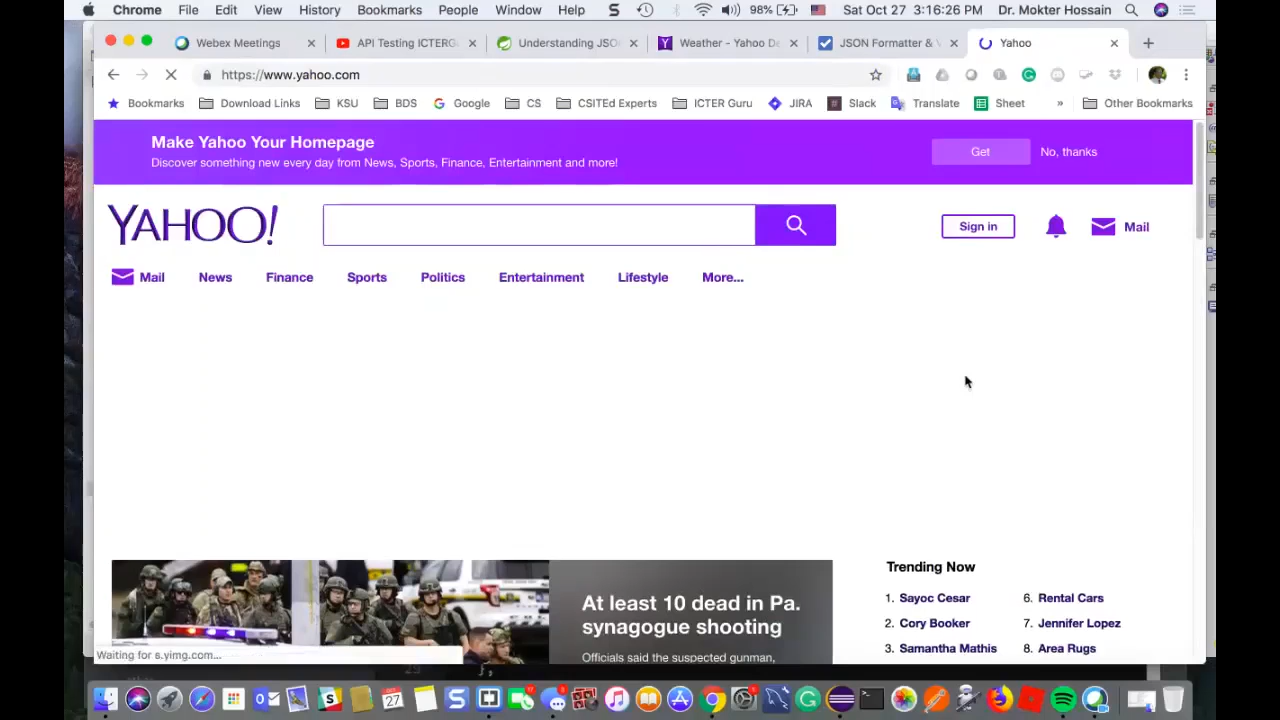 Chrome File Edit View History Bookmarks People Window Help S 98% Sat Oct 27 3:16:26 PM Dr. Mokter Hossain
Webex Meetings API Testing ICTERG Understanding JSO Weather - Yahoo De JSON Formatter & V Yahoo
https://www.yahoo.com
Bookmarks Download Links KSU BDS Google CS CSITEd Experts ICTER Guru JIRA Slack Translate Sheet » Other Bookmarks
Make Yahoo Your Homepage
Discover something new every day from News, Sports, Finance, Entertainment and more!
Get No, thanks
YAHOO!
Sign in Mail
Mail News Finance Sports Politics Entertainment Lifestyle More...
Trending Now
At least 10 dead in Pa.
synagogue shooting
Officials said the suspected gunman,
1. Sayoc Cesar 6. Rental Cars
2. Cory Booker 7. Jennifer Lopez
3. Samantha Mathis 8. Area Rugs
Waiting for s.yimg.com...